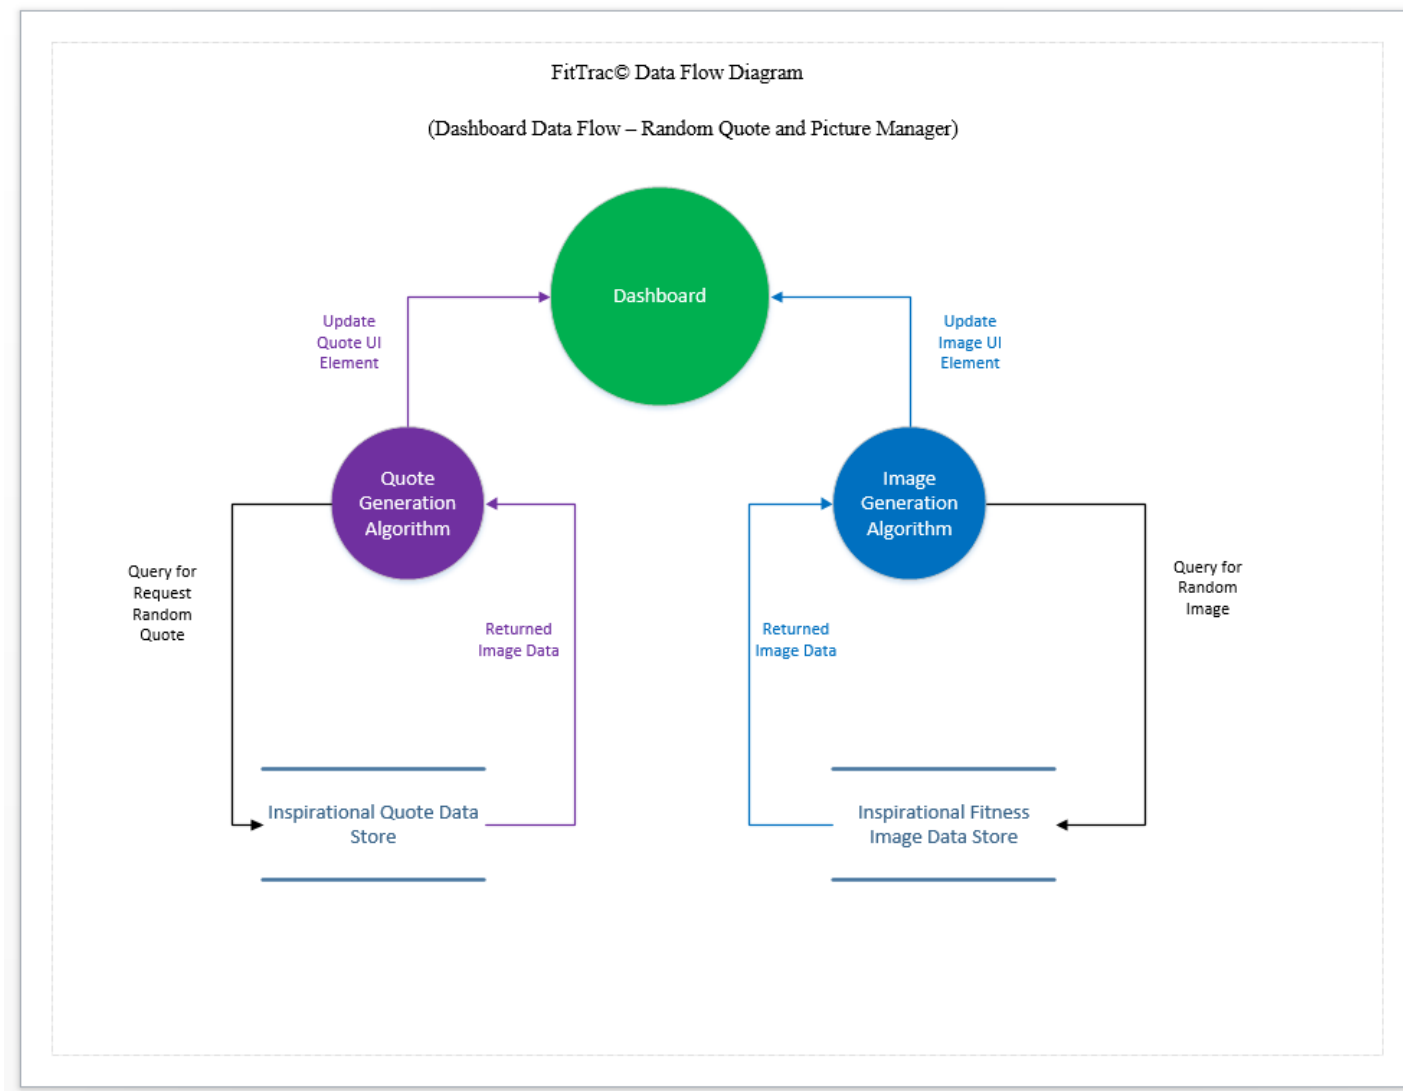 FitTrac© Data Flow Diagram
(Dashboard Data Flow – Random Quote and Picture Manager)
Dashboard
Update
Quote UI
Element
Update
Image UI
Element
Quote
Generation
Algorithm
Image
Generation
Algorithm
Query for
Request
Random
Quote
Returned
Image Data
Returned
Image Data
Query for
Random
Image
Inspirational Quote Data
Store
Inspirational Fitness
Image Data Store